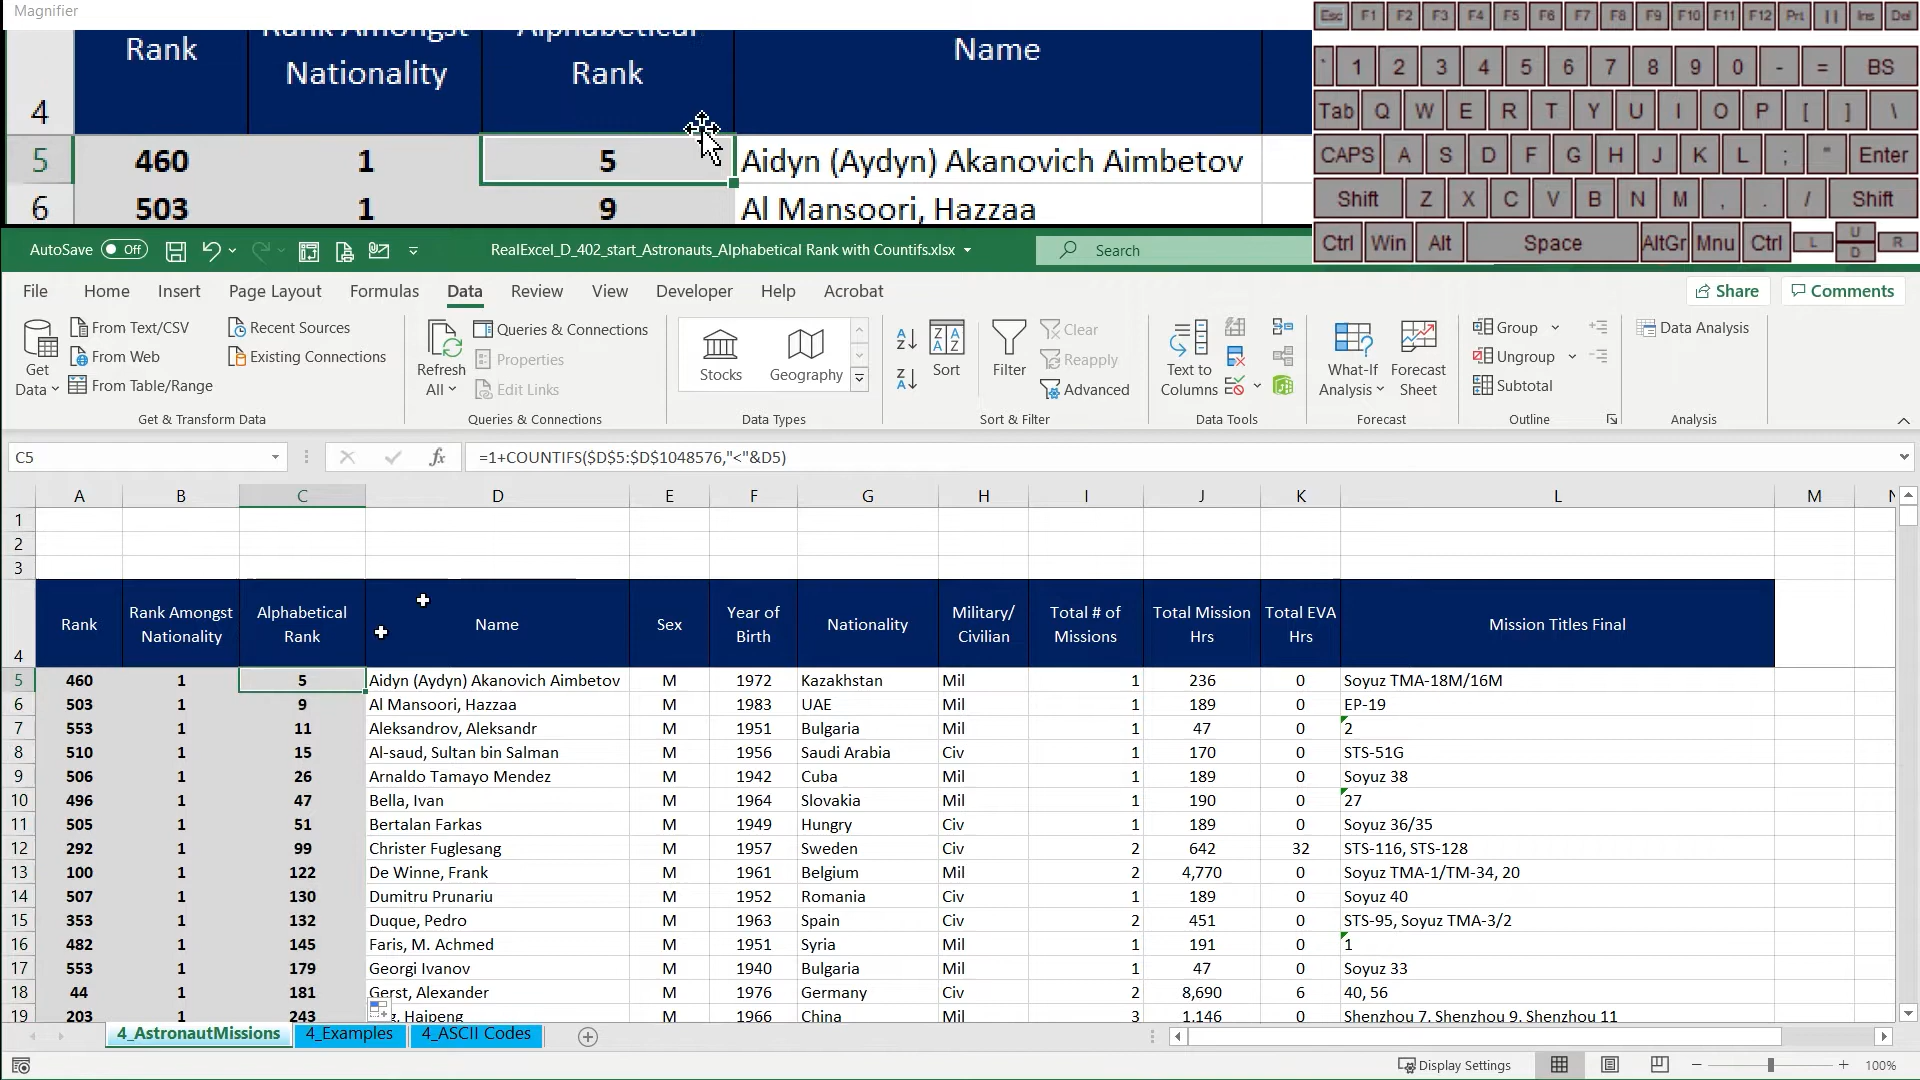 Magnifier
Rank
Rank Amongst
Nationality
Alphabetical
Rank
Name
4
5 460 1 5 Aidyn (Aydyn) Akanovich Aimbetov
6 503 1 9 Al Mansoori, Hazzaa
Esc F1 F2 F3 F4 F5 F6 F7 F8 F9 F10 F11 F12 Prt Ins Del
` 1 2 3 4 5 6 7 8 9 0 - = BS
Tab Q W E R T Y U I O P [ ] \
CAPS A S D F G H J K L ; " Enter
Shift Z X C V B N M , . / Shift
Ctrl Win Alt Space AltGr Mnu Ctrl L U D R
AutoSave Off
RealExcel_D_402_start_Astronauts_Alphabetical Rank with Countifs.xlsx
Search
File Home Insert Page Layout Formulas Data Review View Developer Help Acrobat
Share Comments
Get
Data
From Text/CSV
From Web
From Table/Range
Recent Sources
Existing Connections
Refresh
All
Queries & Connections
Properties
Edit Links
Stocks Geography
Sort
Filter
Clear
Reapply
Advanced
Text to
Columns
What-If
Analysis
Forecast
Sheet
Group
Ungroup
Subtotal
Data Analysis
Get & Transform Data Queries & Connections Data Types Sort & Filter Data Tools Forecast Outline Analysis
C5 fx =1+COUNTIFS($D$5:$D$1048576,"<"&D5)
A B C D E F G H I J K L M N
1
2
3
4 Rank Rank Amongst Nationality Alphabetical Rank Name Sex Year of Birth Nationality Military/ Civilian Total # of Missions Total Mission Hrs Total EVA Hrs Mission Titles Final
5 460 1 5 Aidyn (Aydyn) Akanovich Aimbetov M 1972 Kazakhstan Mil 1 236 0 Soyuz TMA-18M/16M
6 503 1 9 Al Mansoori, Hazzaa M 1983 UAE Mil 1 189 0 EP-19
7 553 1 11 Aleksandrov, Aleksandr M 1951 Bulgaria Mil 1 47 0 2
8 510 1 15 Al-saud, Sultan bin Salman M 1956 Saudi Arabia Civ 1 170 0 STS-51G
9 506 1 26 Arnaldo Tamayo Mendez M 1942 Cuba Mil 1 189 0 Soyuz 38
10 496 1 47 Bella, Ivan M 1964 Slovakia Mil 1 190 0 27
11 505 1 51 Bertalan Farkas M 1949 Hungry Civ 1 189 0 Soyuz 36/35
12 292 1 99 Christer Fuglesang M 1957 Sweden Civ 2 642 32 STS-116, STS-128
13 100 1 122 De Winne, Frank M 1961 Belgium Mil 2 4,770 0 Soyuz TMA-1/TM-34, 20
14 507 1 130 Dumitru Prunariu M 1952 Romania Civ 1 189 0 Soyuz 40
15 353 1 132 Duque, Pedro M 1963 Spain Civ 2 451 0 STS-95, Soyuz TMA-3/2
16 482 1 145 Faris, M. Achmed M 1951 Syria Mil 1 191 0 1
17 553 1 179 Georgi Ivanov M 1940 Bulgaria Mil 1 47 0 Soyuz 33
18 44 1 181 Gerst, Alexander M 1976 Germany Civ 2 8,690 6 40, 56
19 203 1 243 g, Haipeng M 1966 China Mil 3 1,146 0 Shenzhou 7, Shenzhou 9, Shenzhou 11
4_AstronautMissions 4_Examples 4_ASCII Codes
Display Settings 100%